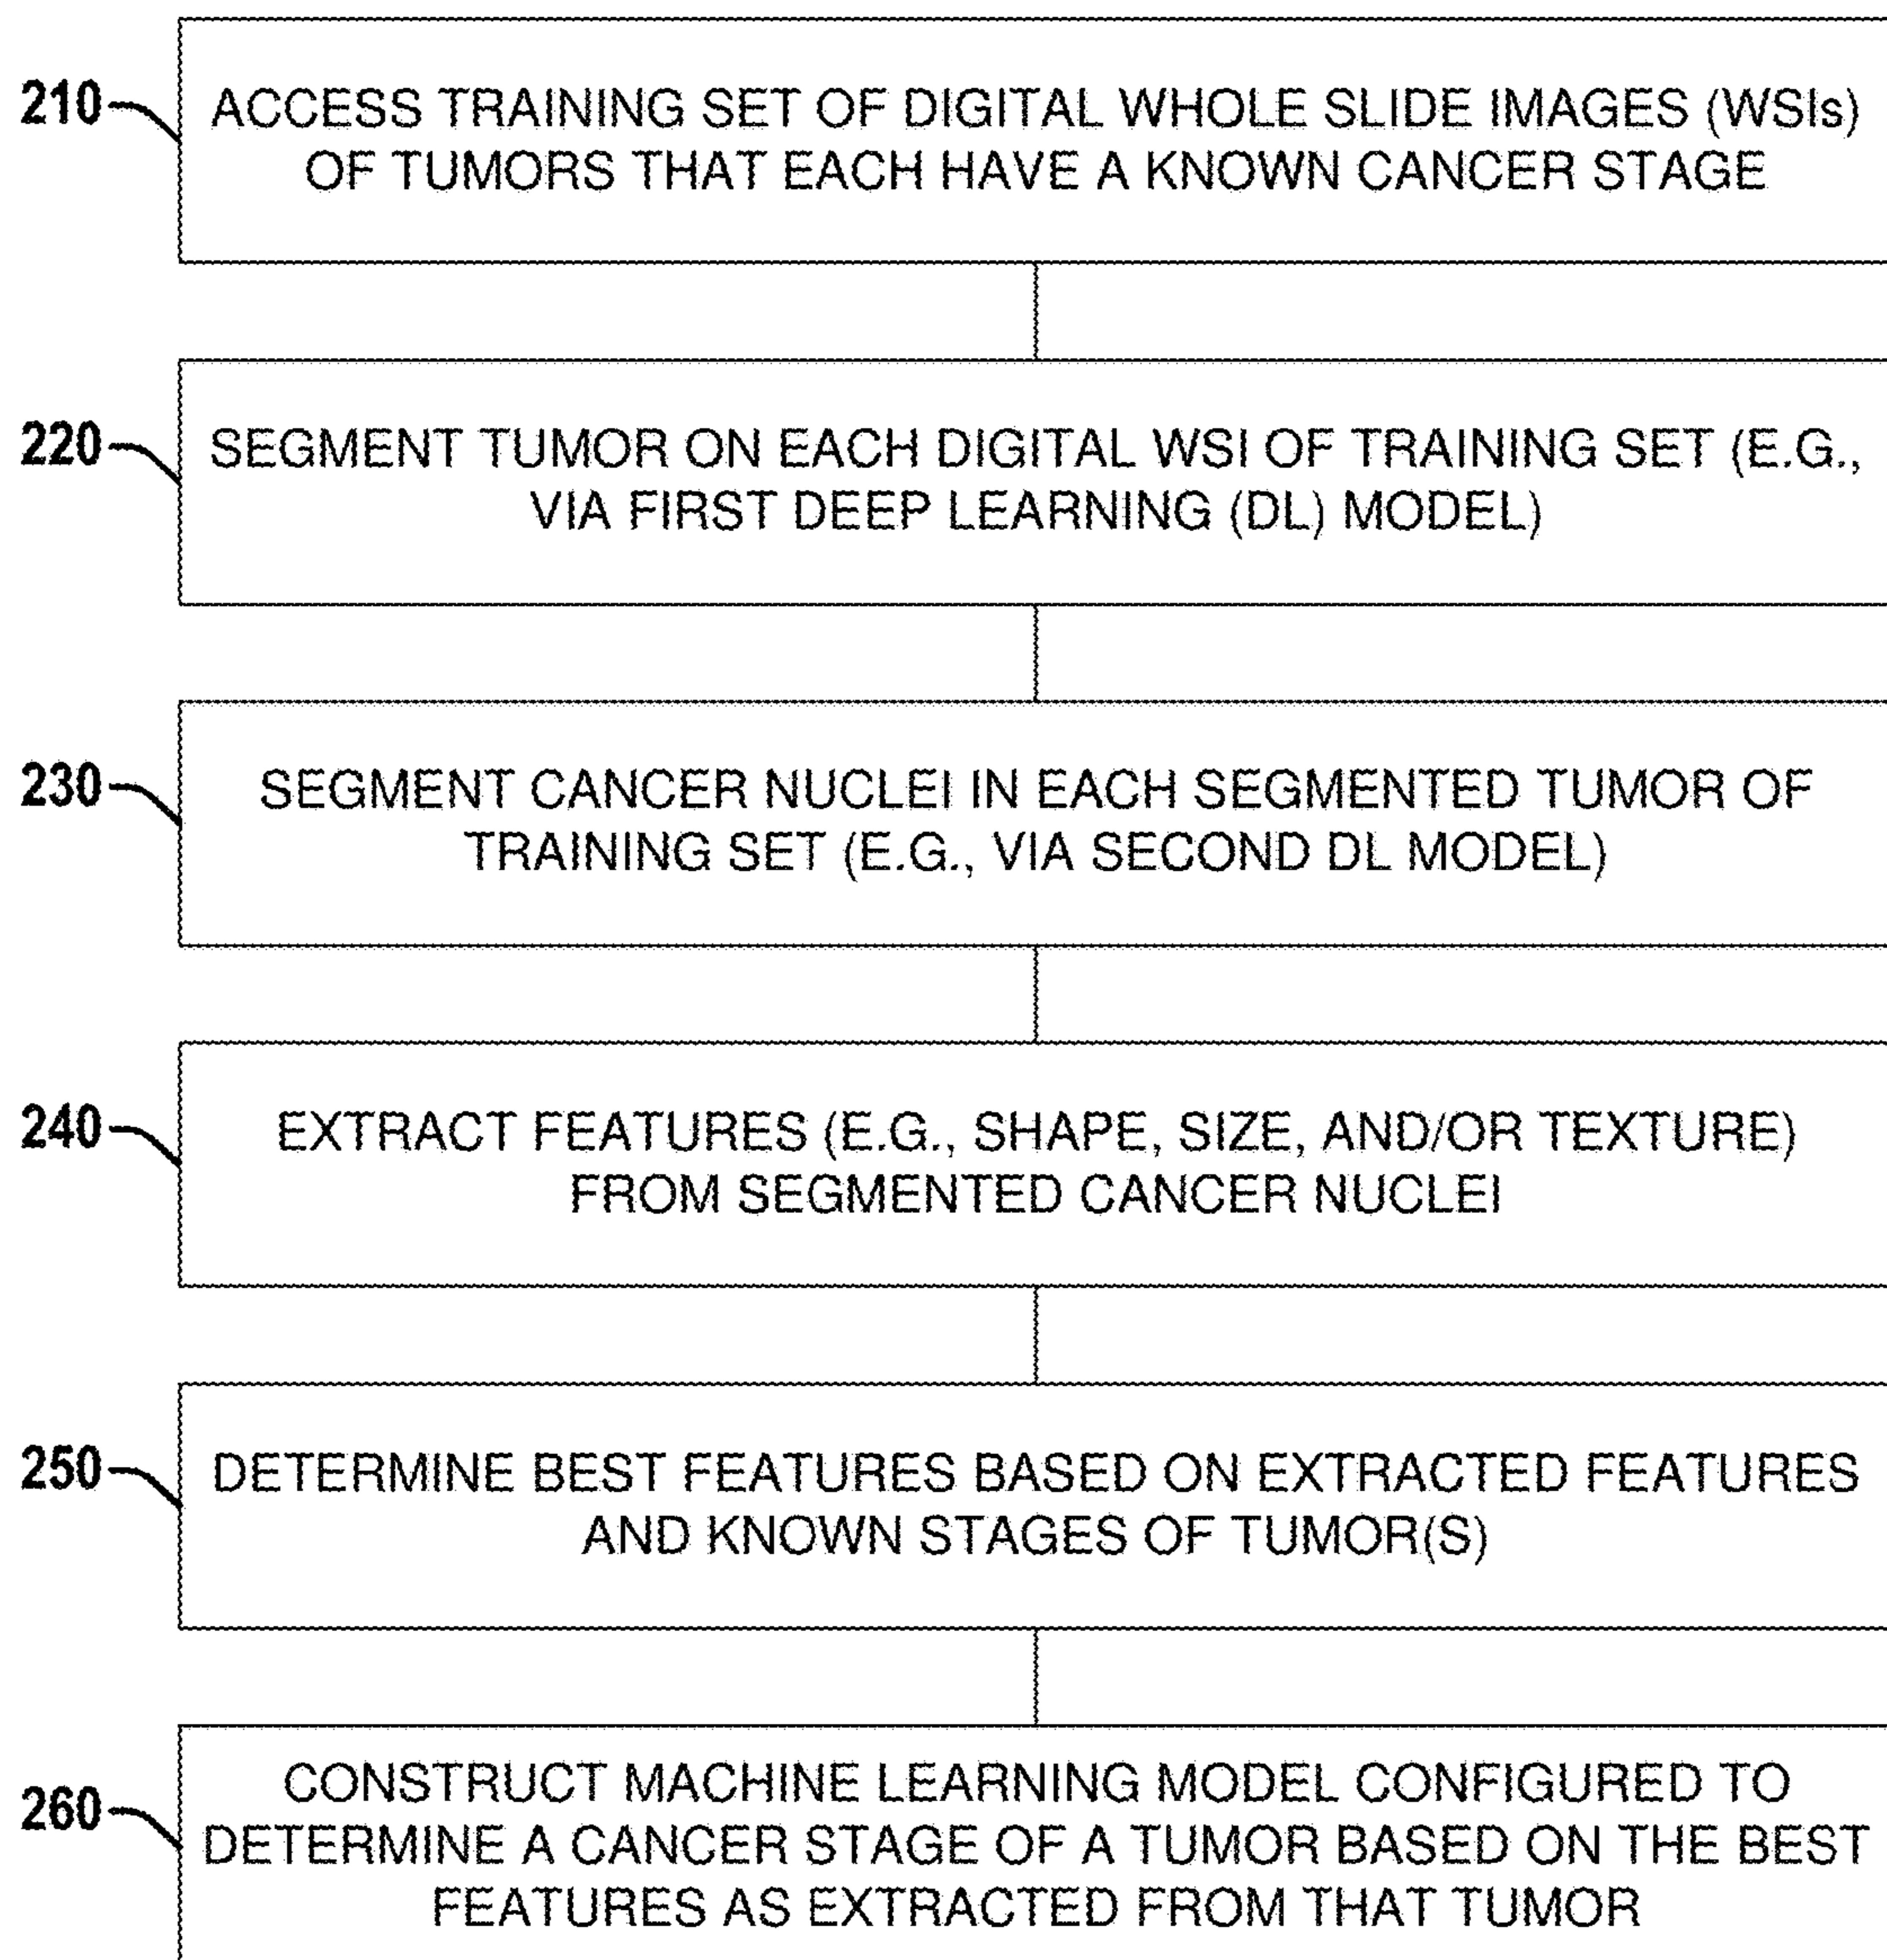 210
ACCESS TRAINING SET OF DIGITAL WHOLE SLIDE IMAGES (WSIs)
OF TUMORS THAT EACH HAVE A KNOWN CANCER STAGE
220
SEGMENT TUMOR ON EACH DIGITAL WSI OF TRAINING SET (E.G.,
VIA FIRST DEEP LEARNING (DL) MODEL)
230
SEGMENT CANCER NUCLEI IN EACH SEGMENTED TUMOR OF
TRAINING SET (E.G., VIA SECOND DL MODEL)
240
EXTRACT FEATURES (E.G., SHAPE, SIZE, AND/OR TEXTURE)
FROM SEGMENTED CANCER NUCLEI
250
DETERMINE BEST FEATURES BASED ON EXTRACTED FEATURES
AND KNOWN STAGES OF TUMOR(S)
260
CONSTRUCT MACHINE LEARNING MODEL CONFIGURED TO
DETERMINE A CANCER STAGE OF A TUMOR BASED ON THE BEST
FEATURES AS EXTRACTED FROM THAT TUMOR